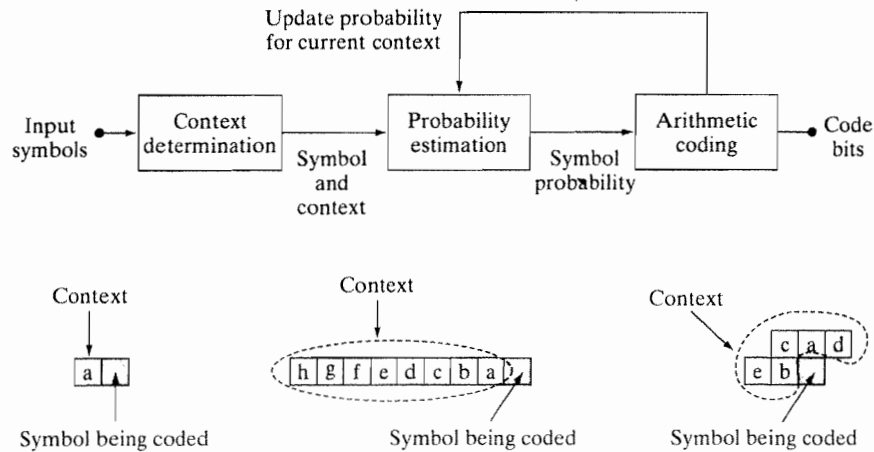 Update probability
for current context
Input
symbols
Context
determination
Symbol
and
context
Probability
estimation
Symbol
probability
Arithmetic
coding
Code
bits
Context
a
Symbol being coded
Context
h g f e d c b a
Symbol being coded
Context
c a d
e b
Symbol being coded